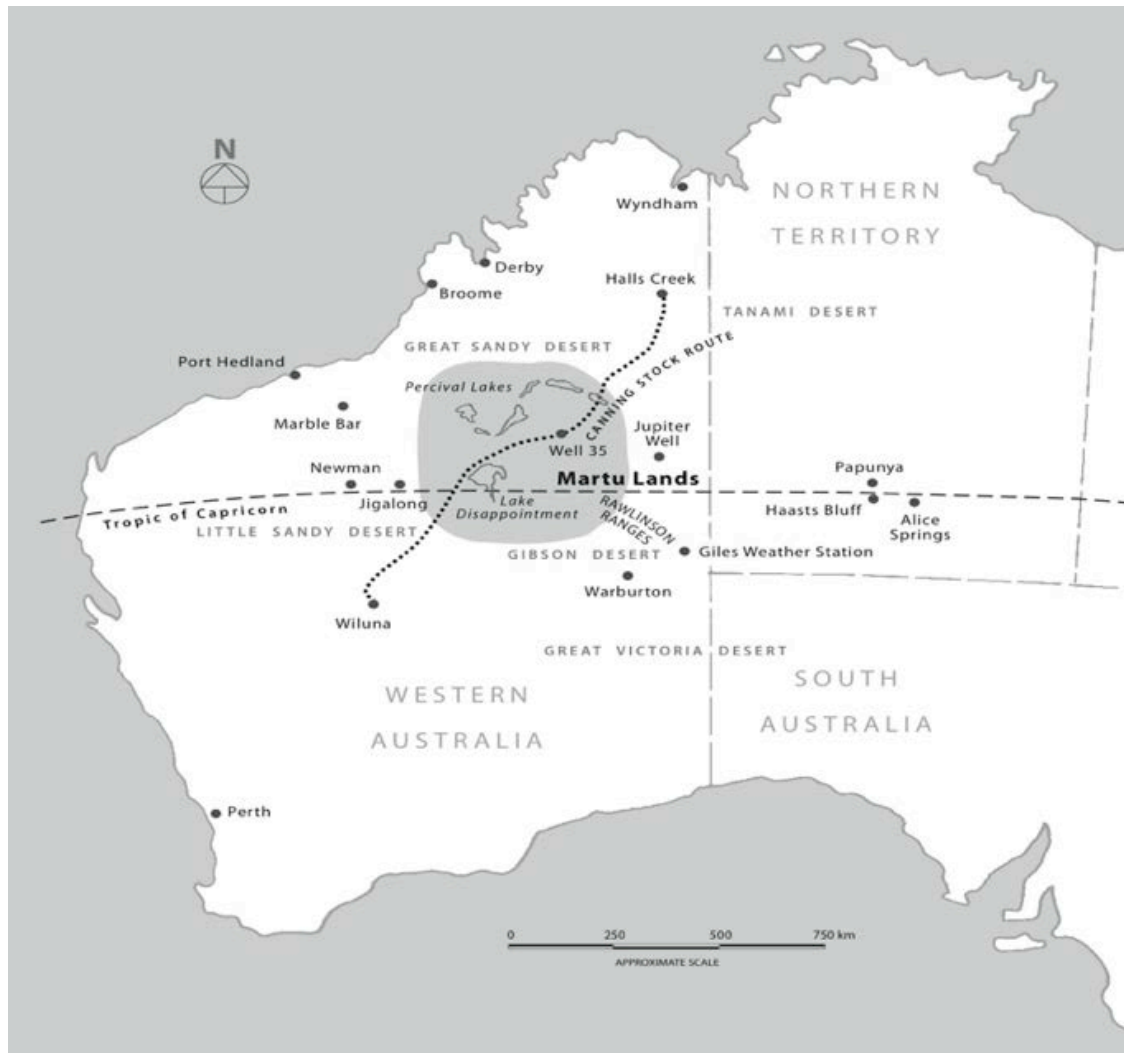 N
NORTHERN
TERRITORY
Wyndham
Derby
Halls Creek
Broome
TANAMI DESERT
GREAT SANDY DESERT
CANNING STOCK ROUTE
Port Hedland
Percival Lakes
Marble Bar
Jupiter
Well
Well 35
Newman
Martu Lands
Papunya
Jigalong
Tropic of Capricorn
Lake
Disappointment
RAWLINSON
RANGES
Haasts Bluff
Alice
Springs
LITTLE SANDY DESERT
GIBSON DESERT
Giles Weather Station
Warburton
Wiluna
GREAT VICTORIA DESERT
WESTERN
AUSTRALIA
SOUTH
AUSTRALIA
Perth
0 250 500 750 km
APPROXIMATE SCALE